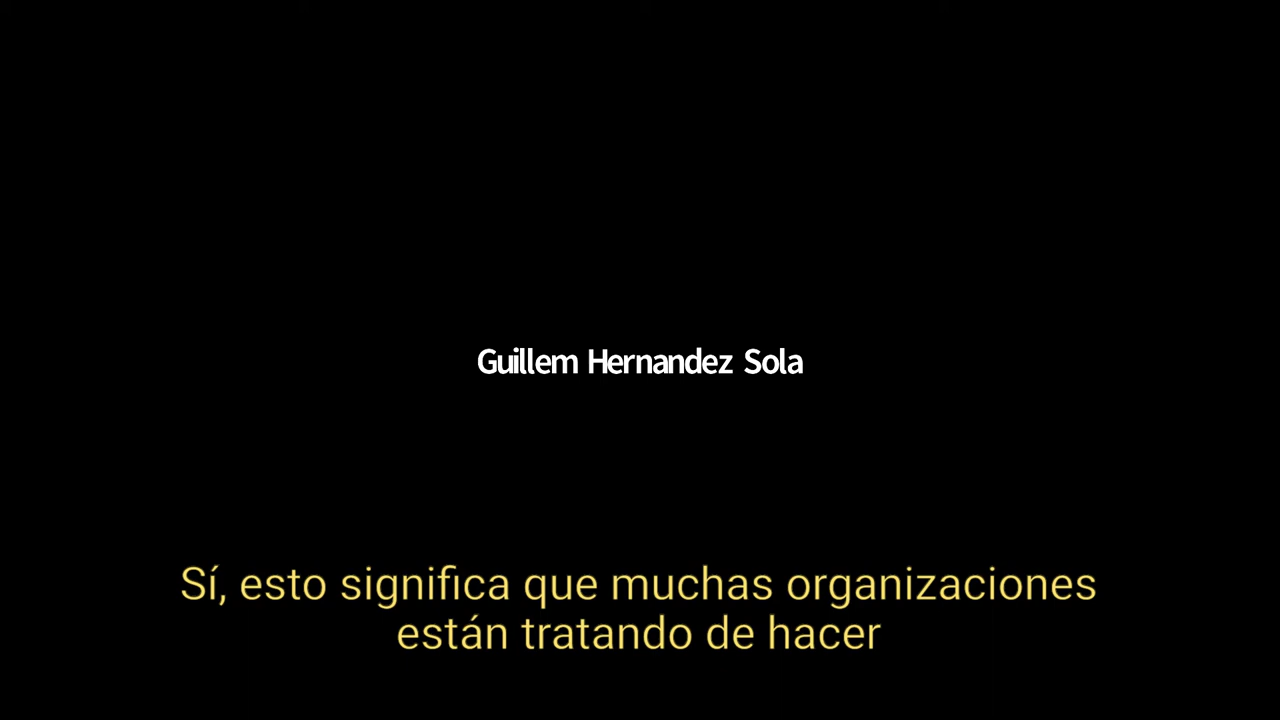 Guillem Hernandez Sola
Sí, esto significa que muchas organizaciones
están tratando de hacer